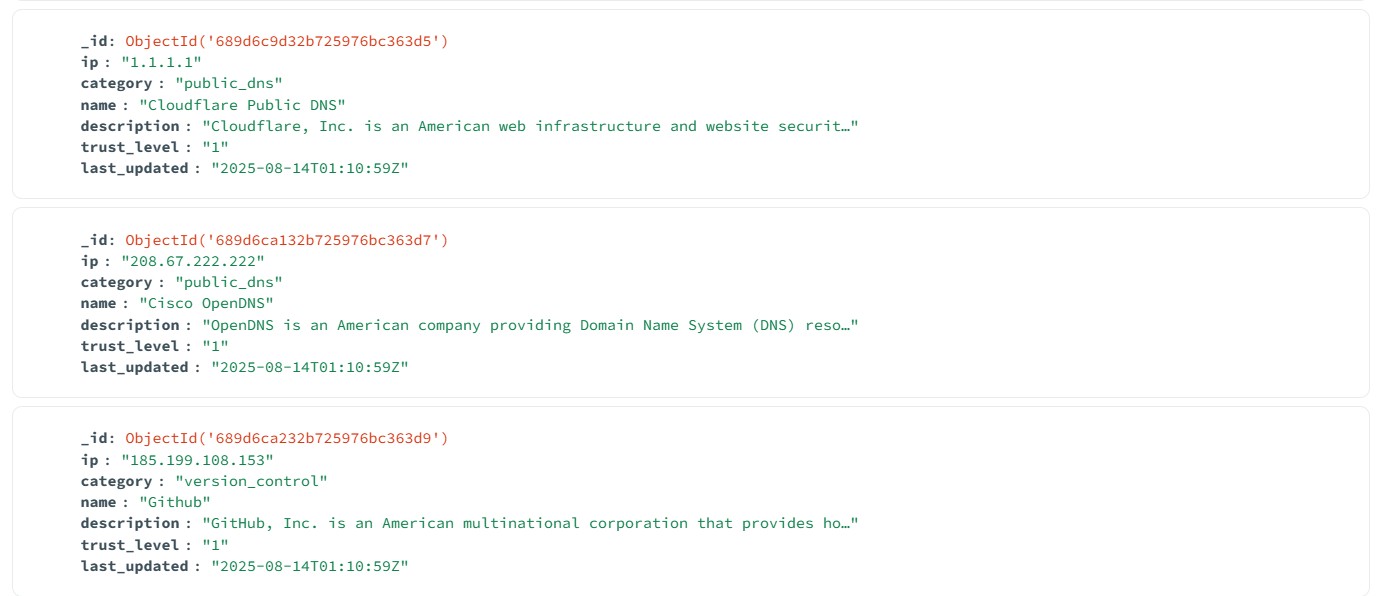 _id: ObjectId('689d6c9d32b725976bc363d5')
ip : "1.1.1.1"
category : "public_dns"
name : "Cloudflare Public DNS"
description : "Cloudflare, Inc. is an American web infrastructure and website securit…"
trust_level : "1"
last_updated : "2025-08-14T01:10:59Z"
_id: ObjectId('689d6ca132b725976bc363d7')
ip : "208.67.222.222"
category : "public_dns"
name : "Cisco OpenDNS"
description : "OpenDNS is an American company providing Domain Name System (DNS) reso…"
trust_level : "1"
last_updated : "2025-08-14T01:10:59Z"
_id: ObjectId('689d6ca232b725976bc363d9')
ip : "185.199.108.153"
category : "version_control"
name : "Github"
description : "GitHub, Inc. is an American multinational corporation that provides ho…"
trust_level : "1"
last_updated : "2025-08-14T01:10:59Z"